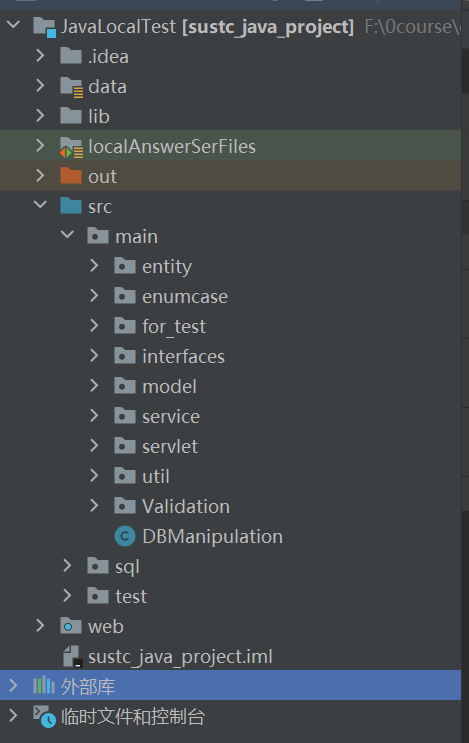 JavaLocalTest [sustc_java_project] F:\0course\
.idea
data
lib
localAnswerSerFiles
out
src
main
entity
enumcase
for_test
interfaces
model
service
servlet
util
Validation
DBManipulation
sql
test
web
sustc_java_project.iml
外部库
临时文件和控制台